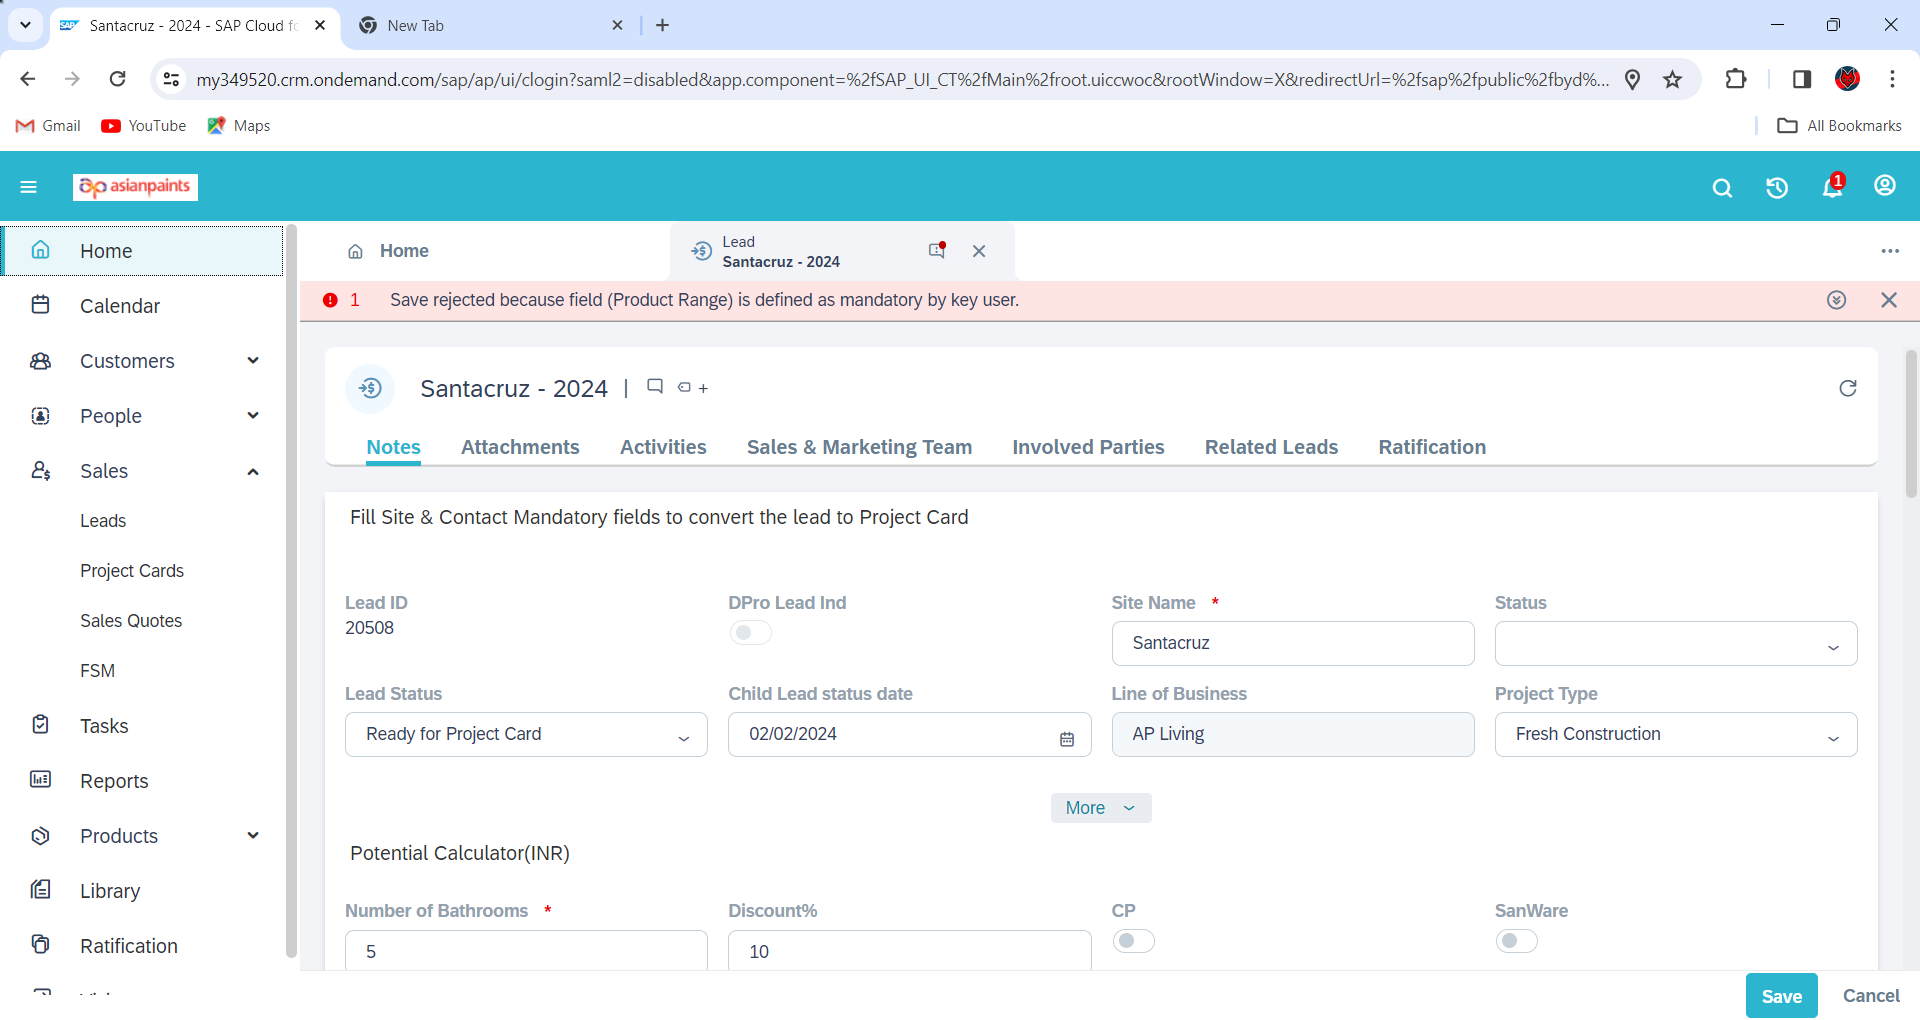 Santacruz - 2024 - SAP Cloud fo
New Tab
my349520.crm.ondemand.com/sap/ap/ui/clogin?saml2=disabled&app.component=%2fSAP_UI_CT%2fMain%2froot.uiccwoc&rootWindow=X&redirectUrl=%2fsap%2fpublic%2fbyd%...
Gmail
YouTube
Maps
All Bookmarks
asianpaints
1
Home
Calendar
Customers
People
Sales
Leads
Project Cards
Sales Quotes
FSM
Tasks
Reports
Products
Library
Ratification
Home
Lead
Santacruz - 2024
1 Save rejected because field (Product Range) is defined as mandatory by key user.
Santacruz - 2024 | +
Notes Attachments Activities Sales & Marketing Team Involved Parties Related Leads Ratification
Fill Site & Contact Mandatory fields to convert the lead to Project Card
Lead ID
20508
DPro Lead Ind
Site Name *
Santacruz
Status
Lead Status
Ready for Project Card
Child Lead status date
02/02/2024
Line of Business
AP Living
Project Type
Fresh Construction
More
Potential Calculator(INR)
Number of Bathrooms *
5
Discount%
10
CP
SanWare
Save
Cancel